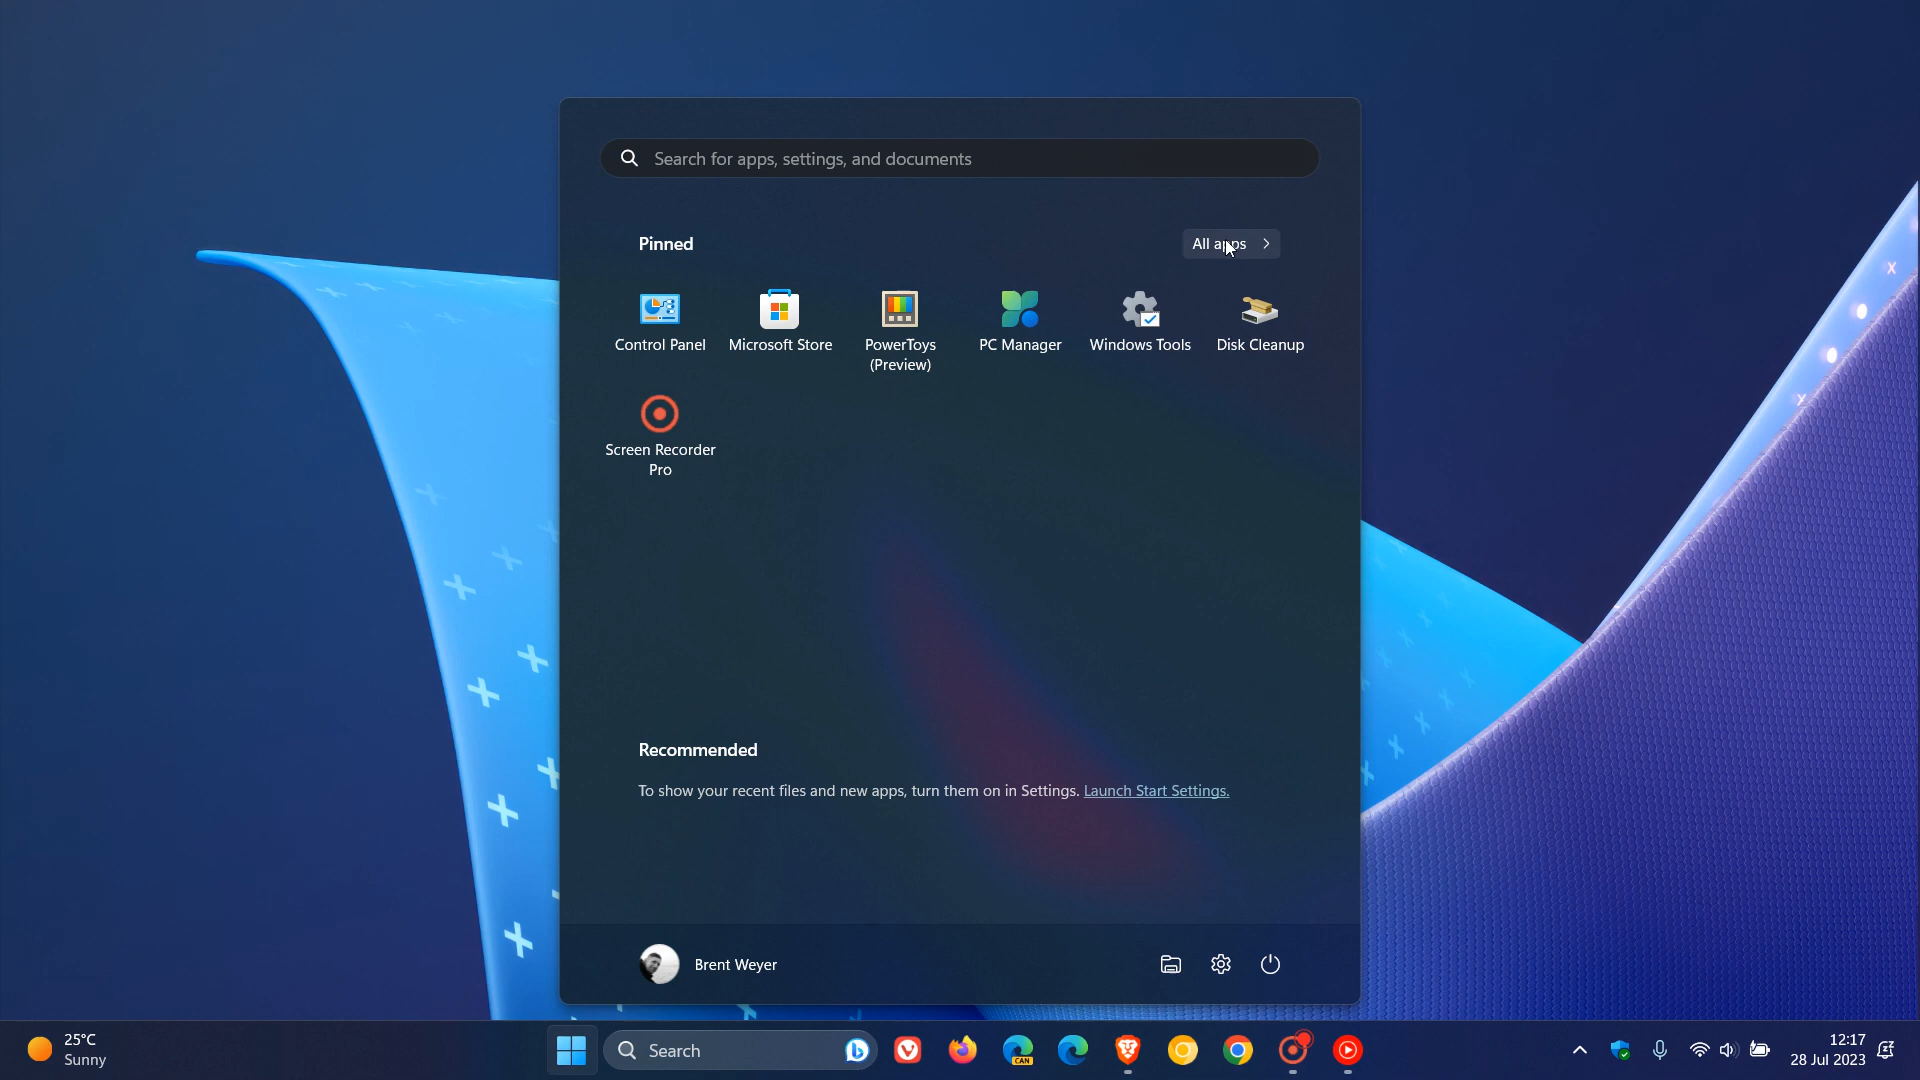 Search for apps, settings, and documents
Pinned
All apps
Control Panel
Microsoft Store
PowerToys
(Preview)
PC Manager
Windows Tools
Disk Cleanup
Screen Recorder
Pro
Recommended
To show your recent files and new apps, turn them on in Settings. Launch Start Settings.
Brent Weyer
25°C
Sunny
Search
CAN
12:17
28 Jul 2023